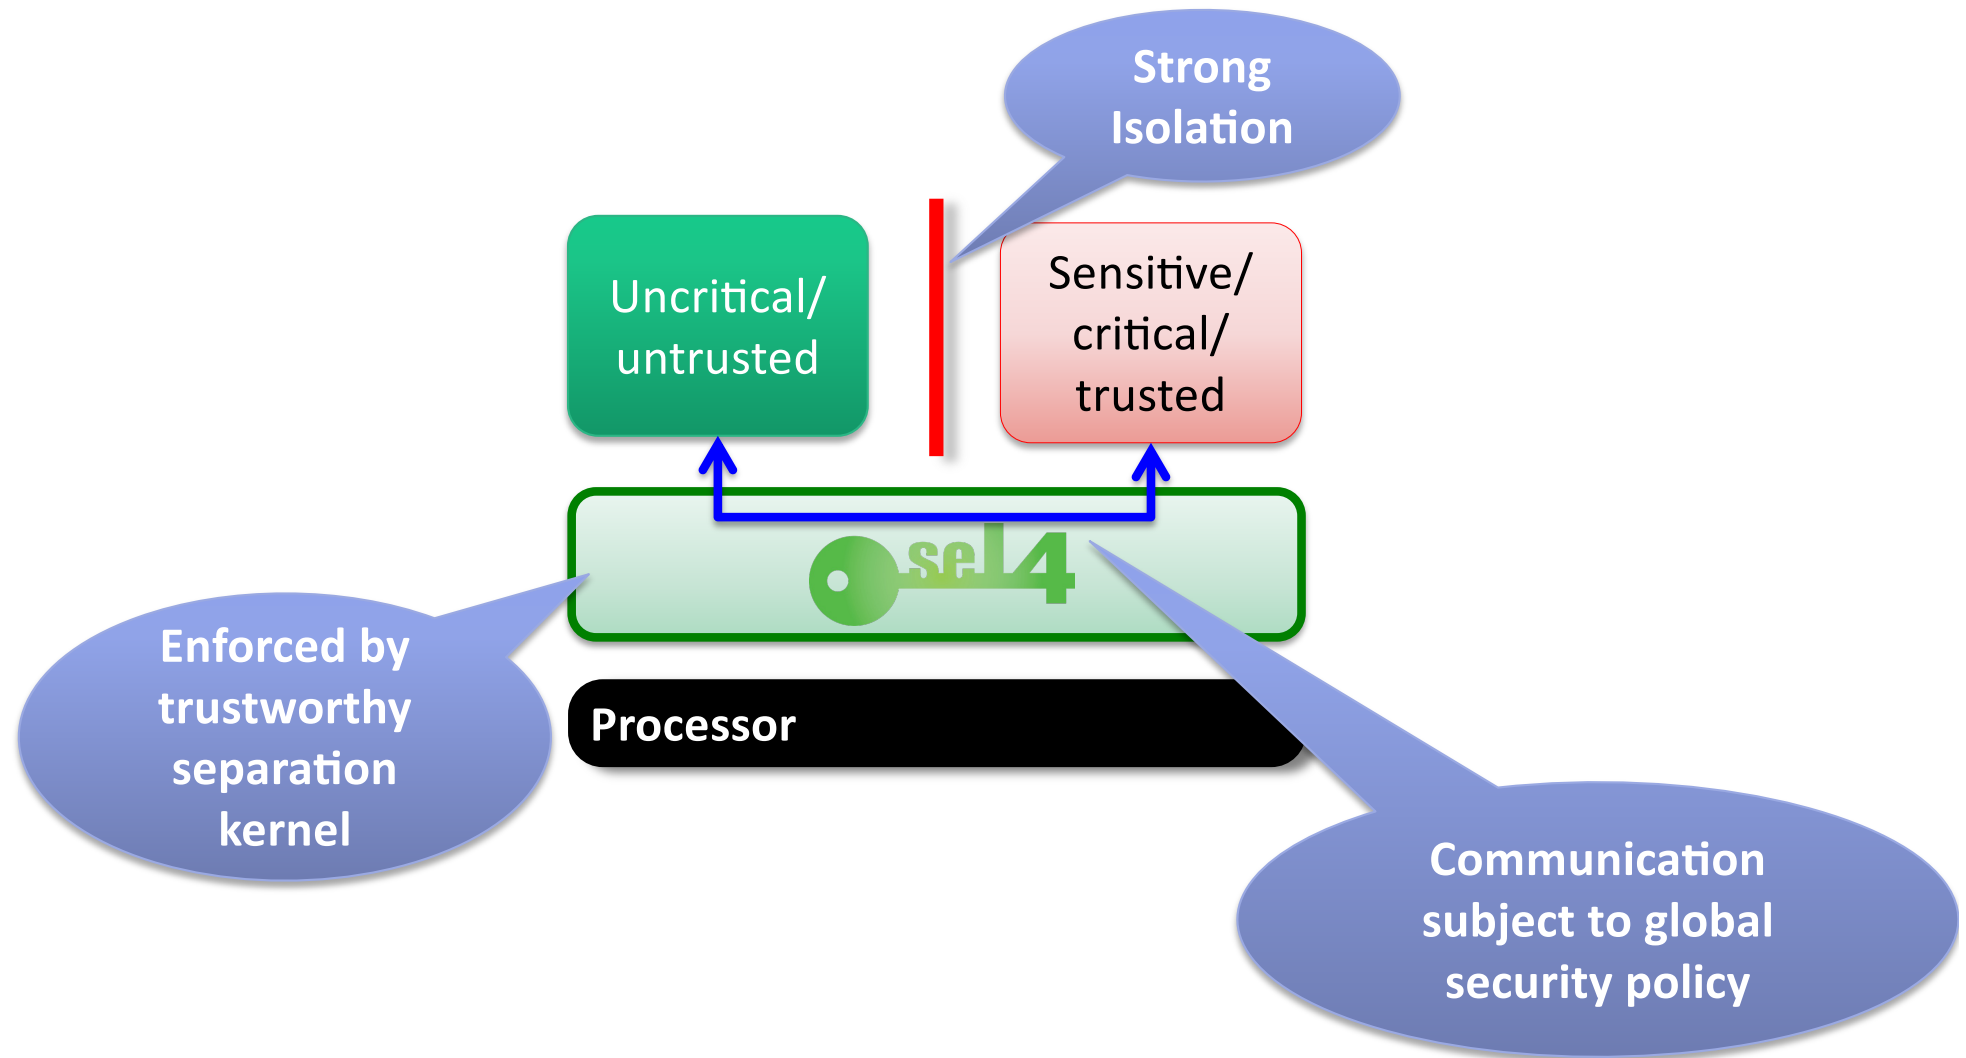 Strong
Isolation
Uncritical/
untrusted
Sensitive/
critical/
trusted
seL4
Enforced by
trustworthy
separation
kernel
Processor
Communication
subject to global
security policy